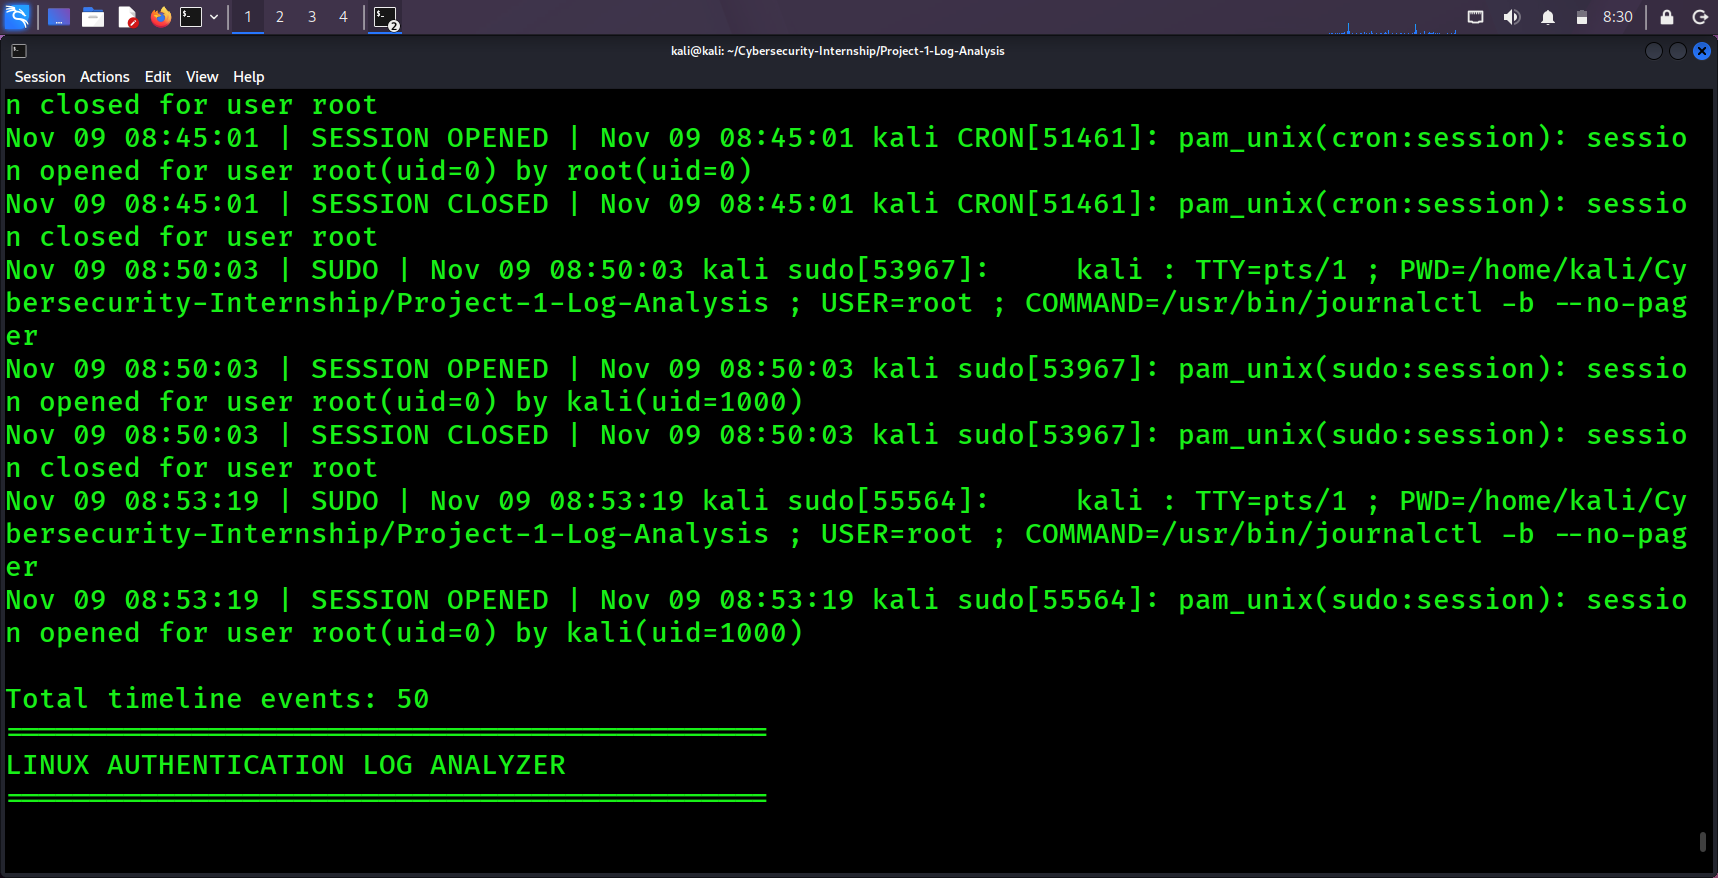 1 2 3 4 2 8:30
kali@kali: ~/Cybersecurity-Internship/Project-1-Log-Analysis
Session Actions Edit View Help
n closed for user root
Nov 09 08:45:01 | SESSION OPENED | Nov 09 08:45:01 kali CRON[51461]: pam_unix(cron:session): sessio
n opened for user root(uid=0) by root(uid=0)
Nov 09 08:45:01 | SESSION CLOSED | Nov 09 08:45:01 kali CRON[51461]: pam_unix(cron:session): sessio
n closed for user root
Nov 09 08:50:03 | SUDO | Nov 09 08:50:03 kali sudo[53967]:     kali : TTY=pts/1 ; PWD=/home/kali/Cy
bersecurity-Internship/Project-1-Log-Analysis ; USER=root ; COMMAND=/usr/bin/journalctl -b --no-pag
er
Nov 09 08:50:03 | SESSION OPENED | Nov 09 08:50:03 kali sudo[53967]: pam_unix(sudo:session): sessio
n opened for user root(uid=0) by kali(uid=1000)
Nov 09 08:50:03 | SESSION CLOSED | Nov 09 08:50:03 kali sudo[53967]: pam_unix(sudo:session): sessio
n closed for user root
Nov 09 08:53:19 | SUDO | Nov 09 08:53:19 kali sudo[55564]:     kali : TTY=pts/1 ; PWD=/home/kali/Cy
bersecurity-Internship/Project-1-Log-Analysis ; USER=root ; COMMAND=/usr/bin/journalctl -b --no-pag
er
Nov 09 08:53:19 | SESSION OPENED | Nov 09 08:53:19 kali sudo[55564]: pam_unix(sudo:session): sessio
n opened for user root(uid=0) by kali(uid=1000)
Total timeline events: 50
LINUX AUTHENTICATION LOG ANALYZER